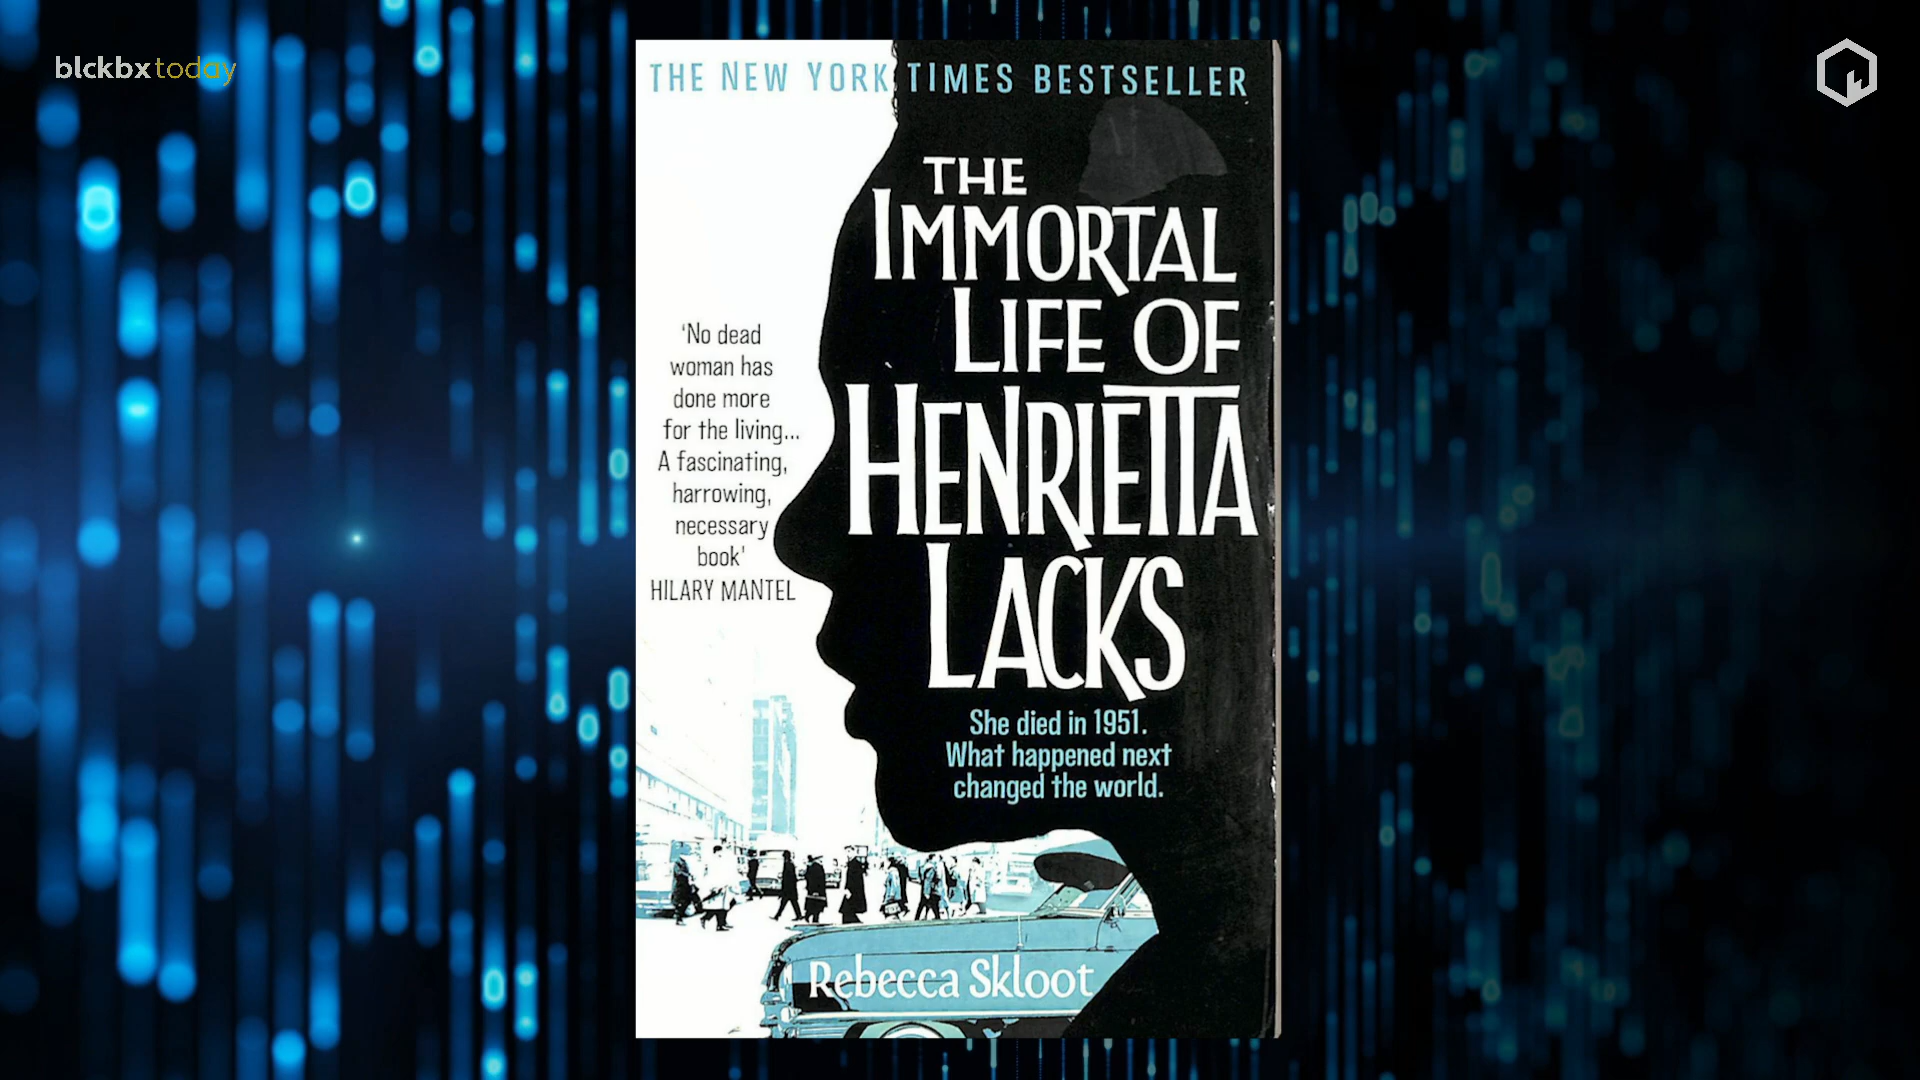 blckbxtoday
THE NEW YORK TIMES BESTSELLER
THE
IMMORTAL
LIFE OF
HENRIETTA
LACKS
'No dead
woman has
done more
for the living...
A fascinating,
harrowing,
necessary
book'
HILARY MANTEL
She died in 1951.
What happened next
changed the world.
Rebecca Skloot